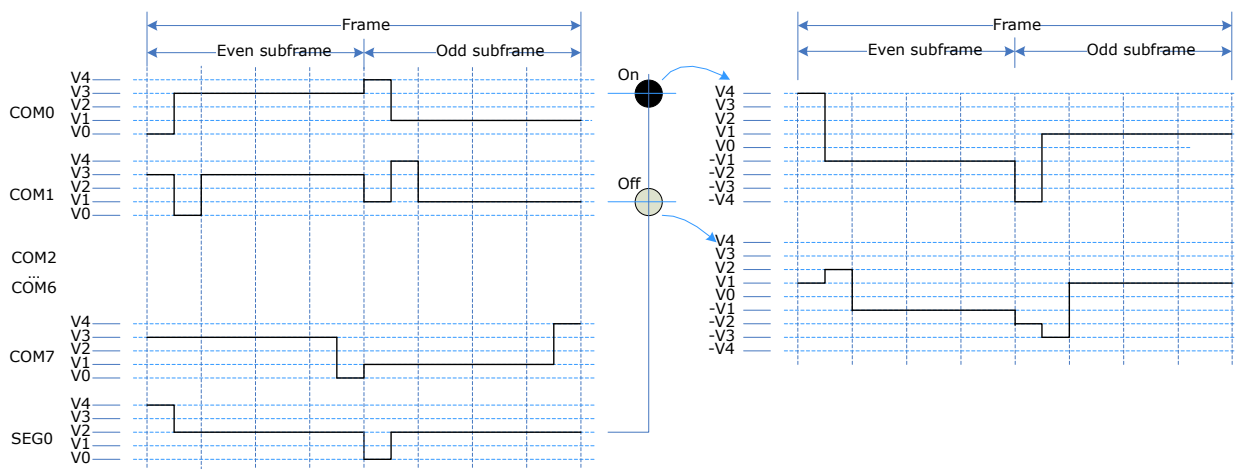 Frame
Even subframe
Odd subframe
COM0
V4
V3
V2
V1
V0
COM1
V4
V3
V2
V1
V0
COM2
...
COM6
COM7
V4
V3
V2
V1
V0
SEG0
V4
V3
V2
V1
V0
On
Off
Frame
Even subframe
Odd subframe
V4
V3
V2
V1
V0
-V1
-V2
-V3
-V4
V4
V3
V2
V1
V0
-V1
-V2
-V3
-V4